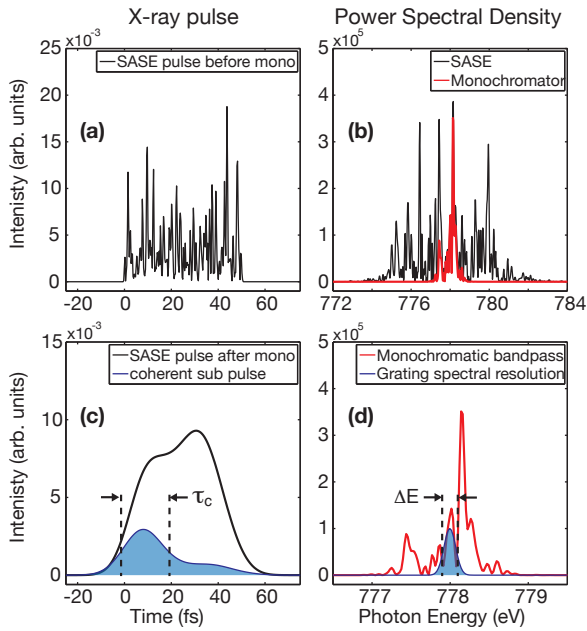 X-ray pulse
Power Spectral Density
x10⁻³
SASE pulse before mono
25
20
15
10
5
0
(a)
Intenisty (arb. units)
-20 0 20 40 60
x10⁵
SASE
Monochromator
5
4
3
2
1
0
(b)
772 776 780 784
x10⁻³
SASE pulse after mono
coherent sub pulse
15
10
5
0
(c)
τc
Intenisty (arb. units)
-20 0 20 40 60
Time (fs)
x10⁵
Monochromatic bandpass
Grating spectral resolution
5
4
3
2
1
0
(d)
ΔE
777 778 779
Photon Energy (eV)